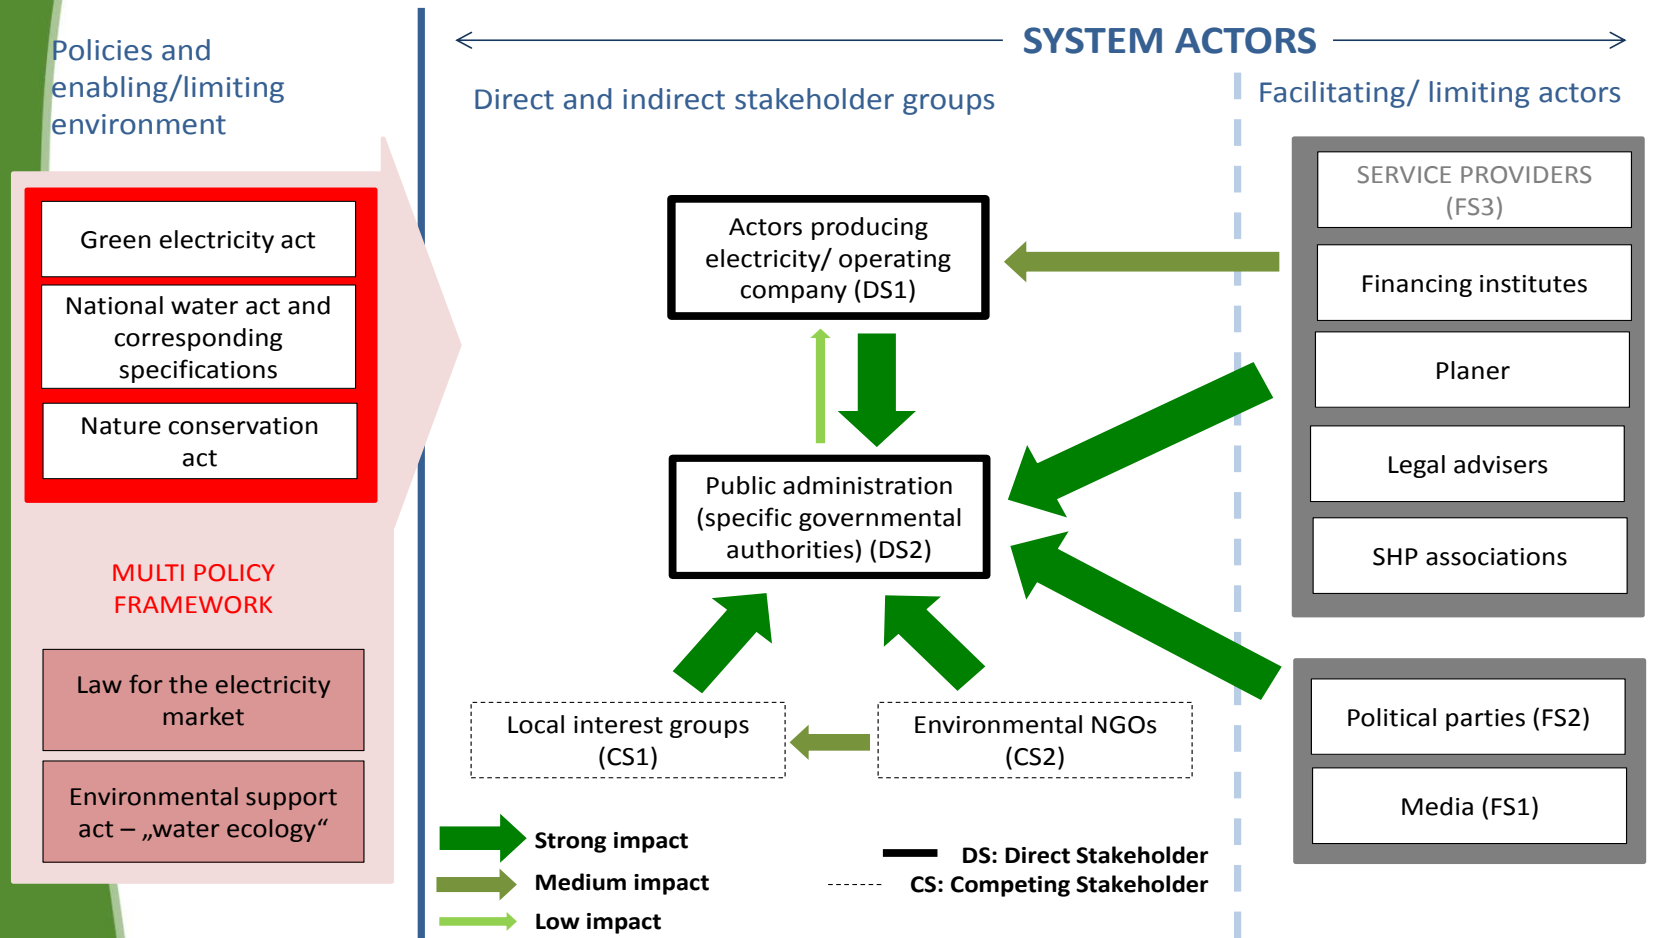 Policies and
enabling/limiting
environment
SYSTEM ACTORS
Direct and indirect stakeholder groups
Facilitating/ limiting actors
Green electricity act
National water act and
corresponding
specifications
Nature conservation
act
MULTI POLICY
FRAMEWORK
Law for the electricity
market
Environmental support
act – „water ecology“
Actors producing
electricity/ operating
company (DS1)
Public administration
(specific governmental
authorities) (DS2)
Local interest groups
(CS1)
Environmental NGOs
(CS2)
SERVICE PROVIDERS
(FS3)
Financing institutes
Planer
Legal advisers
SHP associations
Political parties (FS2)
Media (FS1)
Strong impact
Medium impact
Low impact
DS: Direct Stakeholder
CS: Competing Stakeholder